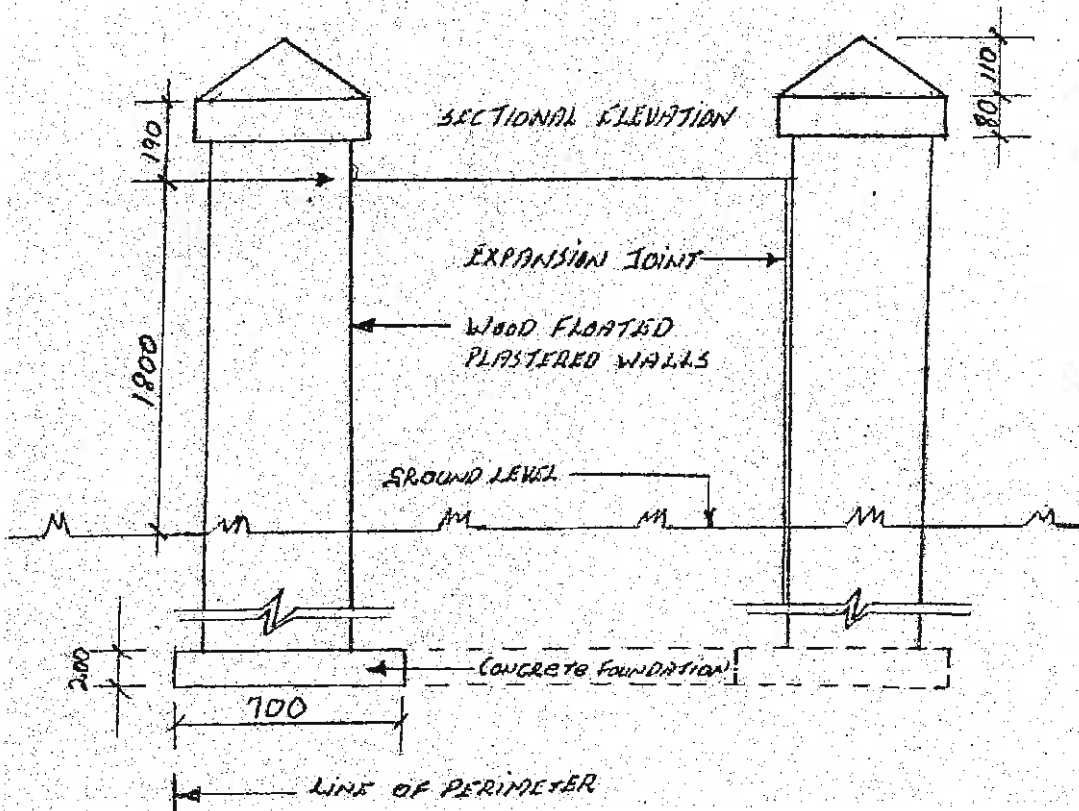 110
80
190
SECTIONAL ELEVATION
EXPANSION JOINT
WOOD FLOATED
PLASTERED WALLS
1800
GROUND LEVEL
200
CONCRETE FOUNDATION
700
LINE OF PERIMETER